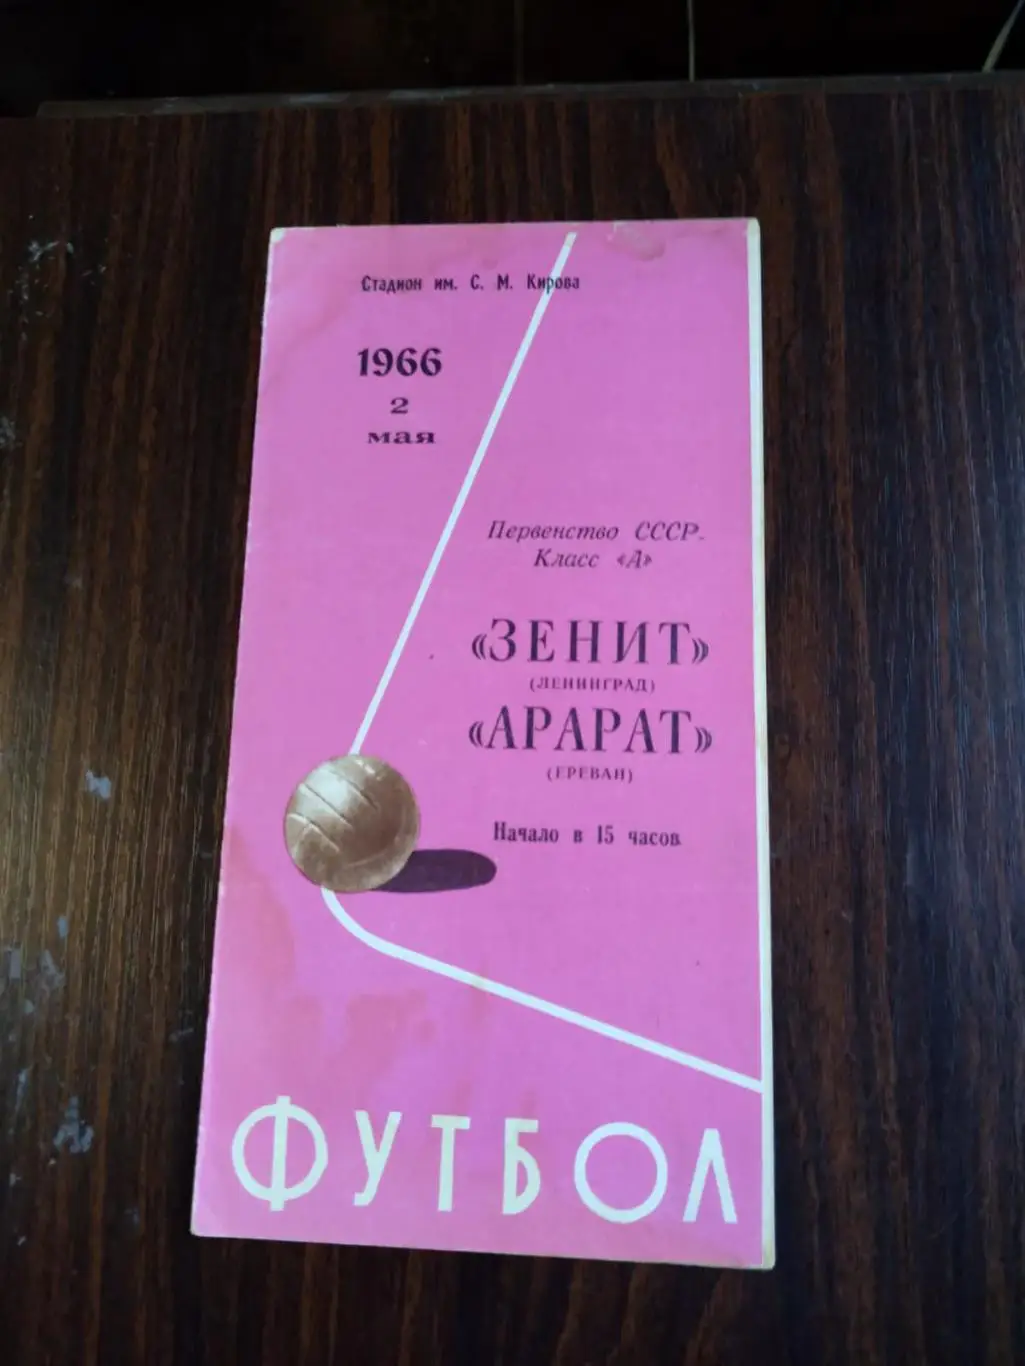 Стадион им. С. М. Кирова
1966
2
мая
Первенство СССР.
Класс «А»
«ЗЕНИТ»
(ЛЕНИНГРАД)
«АРАРАТ»
(ЕРЕВАН)
Начало в 15 часов.
ФУТБОЛ